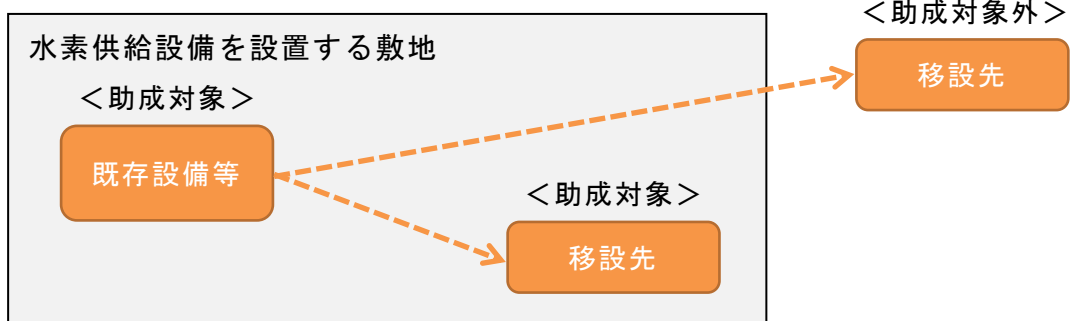 ＜助成対象外＞
水素供給設備を設置する敷地
移設先
＜助成対象＞
既存設備等
＜助成対象＞
移設先